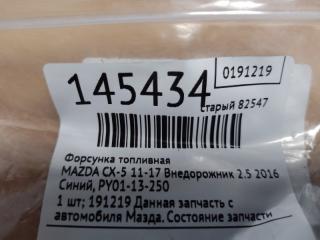 0191219
145434
старый 82547
Форсунка топливная
MAZDA CX-5 11-17 Внедорожник 2.5 2016
Синий, PY01-13-250
1 шт; 191219 Данная запчасть с
автомобиля Мазда. Состояние запчасти